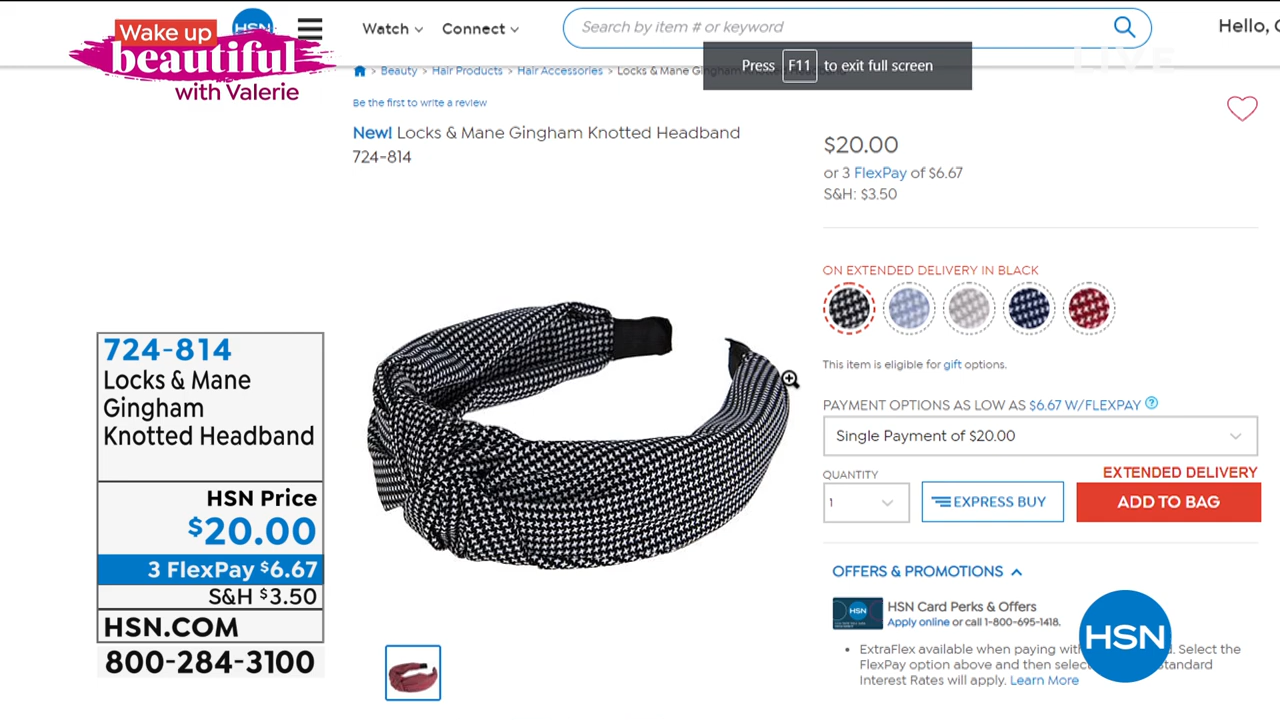 Wake up
beautiful
with Valerie
HSN
Watch
Connect
Search by item # or keyword
Hello,
LIVE
Press F11 to exit full screen
Beauty > Hair Products > Hair Accessories > Locks & Mane Gingham Knotted Headband
Be the first to write a review
New! Locks & Mane Gingham Knotted Headband
724-814
$20.00
or 3 FlexPay of $6.67
S&H: $3.50
ON EXTENDED DELIVERY IN BLACK
This item is eligible for gift options.
PAYMENT OPTIONS AS LOW AS $6.67 W/FLEXPAY ?
Single Payment of $20.00
QUANTITY
EXTENDED DELIVERY
1
EXPRESS BUY
ADD TO BAG
OFFERS & PROMOTIONS
HSN
HSN Card Perks & Offers
Apply online or call 1-800-695-1418.
• ExtraFlex available when paying Select the
FlexPay option above and then
Interest Rates will apply. Learn More
HSN
724-814
Locks & Mane
Gingham
Knotted Headband
HSN Price
$20.00
3 FlexPay $6.67
S&H $3.50
HSN.COM
800-284-3100